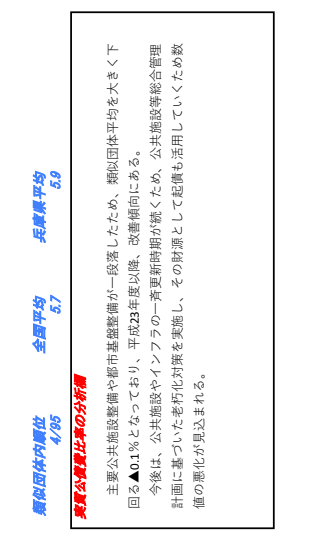 類似団体内順位 全国平均 兵庫県平均
4/95 5.7 5.9
実質公債費比率の分析欄
主要公共施設整備や都市基盤整備が一段落したため、類似団体平均を大きく下
回る▲0.1％となっており、平成23年度以降、改善傾向にある。
今後は、公共施設やインフラの一斉更新時期が続くため、公共施設等総合管理
計画に基づいた老朽化対策を実施し、その財源として起債も活用していくため数
値の悪化が見込まれる。